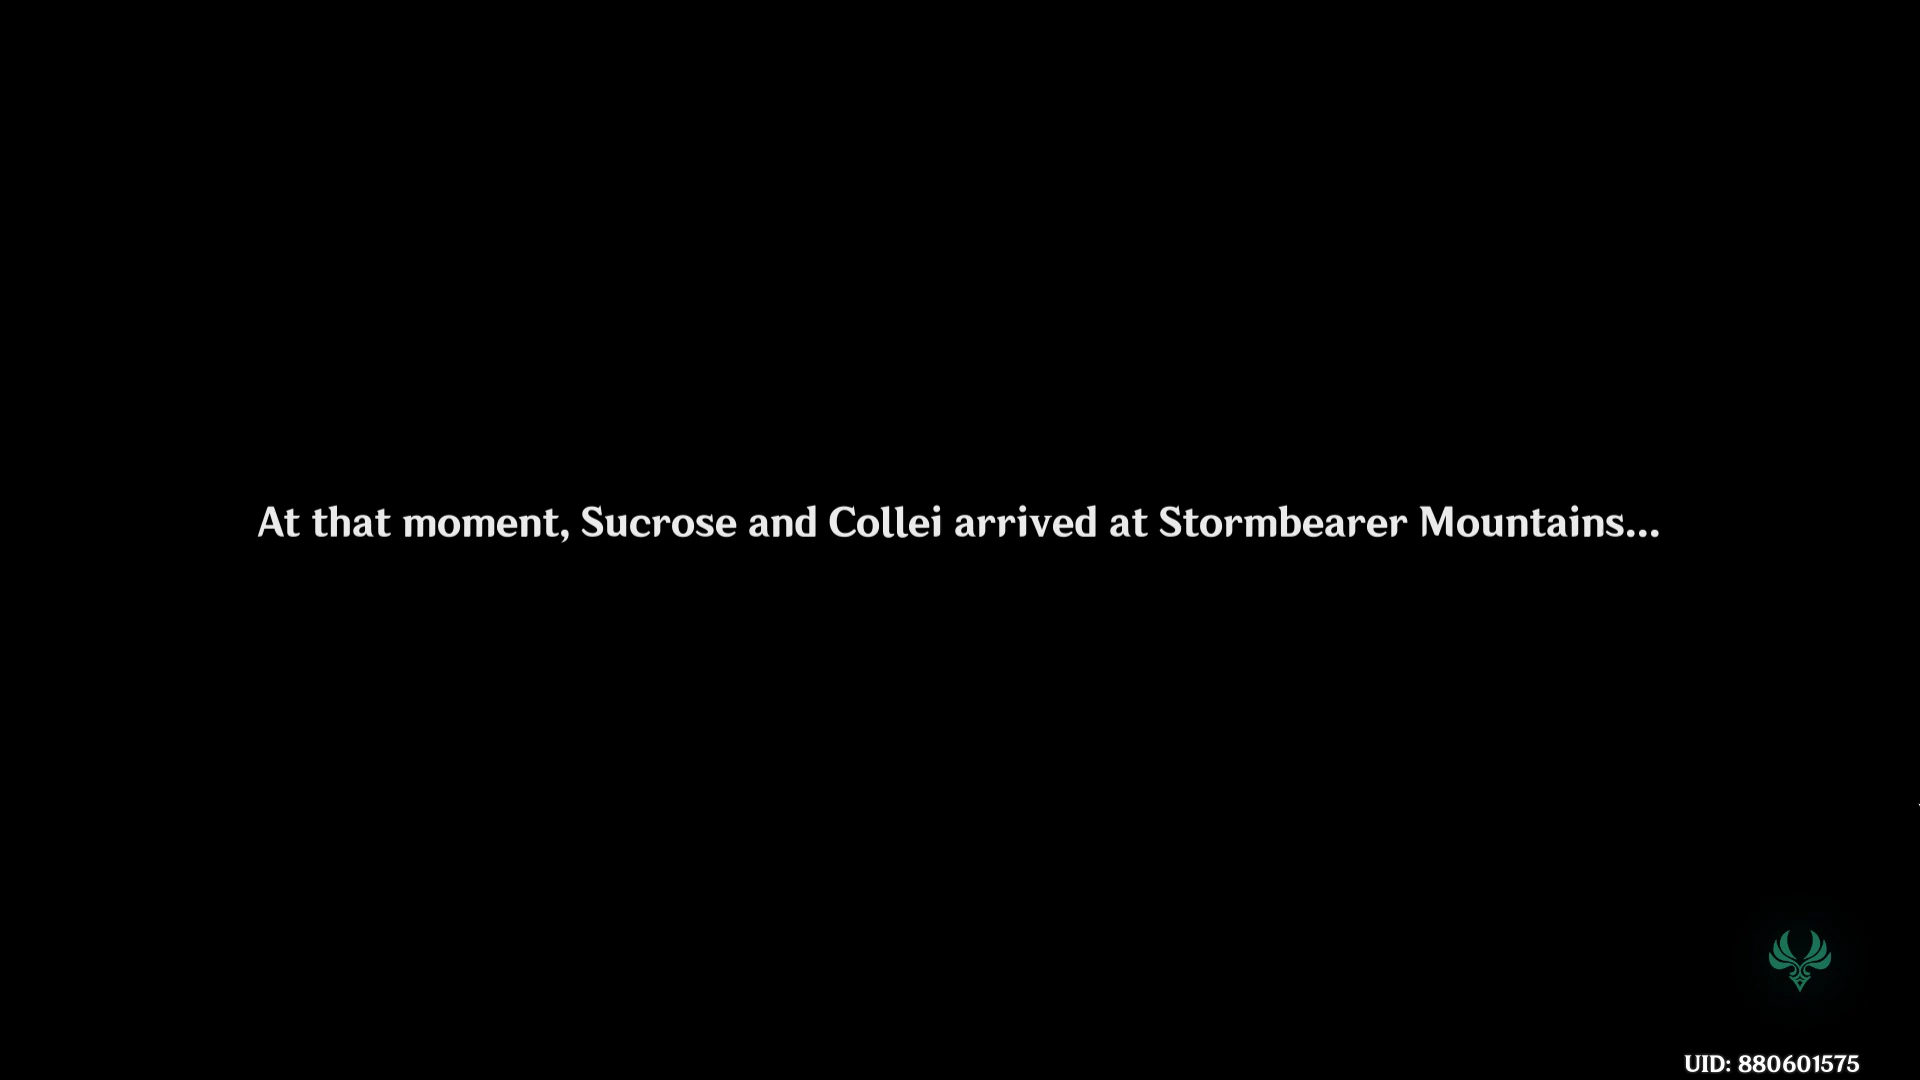 At that moment, Sucrose and Collei arrived at Stormbearer Mountains...
UID: 880601575